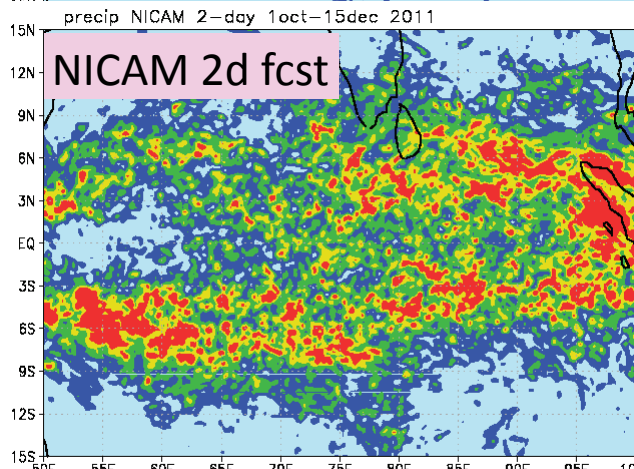 precip NICAM 2-day 1oct-15dec 2011
NICAM 2d fcst
15N
12N
9N
6N
3N
EQ
3S
6S
9S
12S
15S
50E 55E 60E 65E 70E 75E 80E 85E 90E 95E